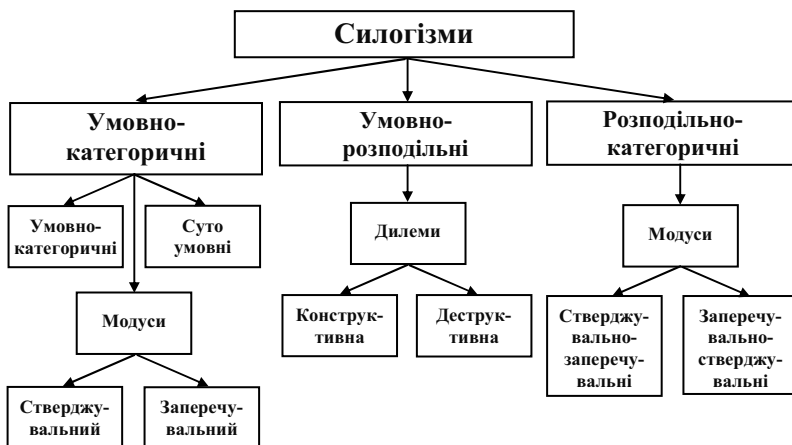 Силогізми
Умовно-
категоричні
Умовно-
розподільні
Розподільно-
категоричні
Умовно-
категоричні
Суто
умовні
Дилеми
Модуси
Модуси
Конструк-
тивна
Деструк-
тивна
Стверджу-
вально-
заперечу-
вальні
Заперечу-
вально-
стверджу-
вальні
Стверджу-
вальний
Заперечу-
вальний